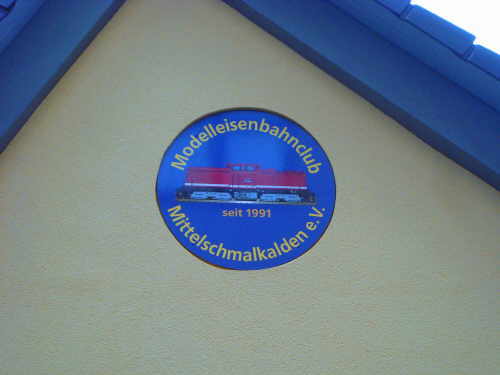 Modelleisenbahnclub
seit 1991
Mittelschmalkalden e.V.